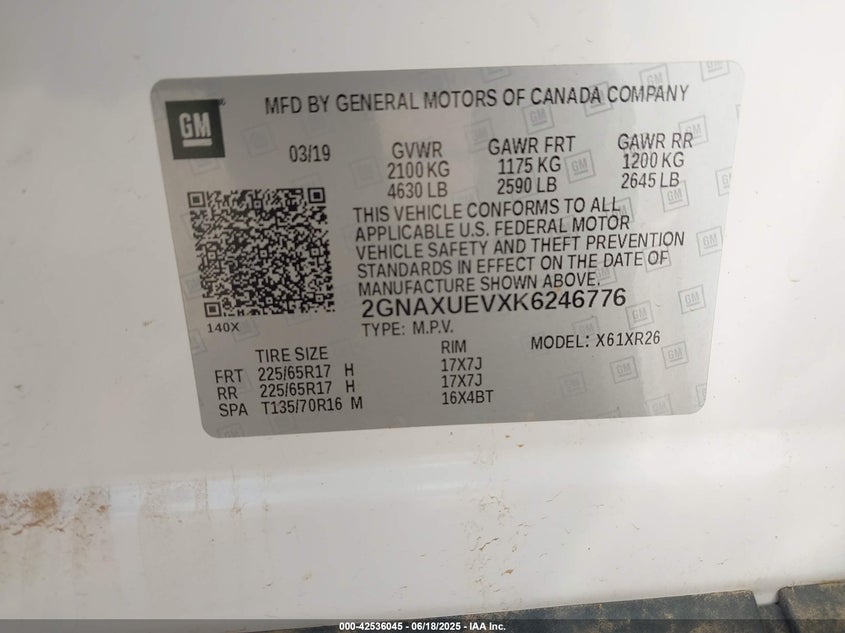 GM
MFD BY GENERAL MOTORS OF CANADA COMPANY
03/19 GVWR GAWR FRT GAWR RR
2100 KG 1175 KG 1200 KG
4630 LB 2590 LB 2645 LB
THIS VEHICLE CONFORMS TO ALL
APPLICABLE U.S. FEDERAL MOTOR
VEHICLE SAFETY AND THEFT PREVENTION
STANDARDS IN EFFECT ON THE DATE OF
MANUFACTURE SHOWN ABOVE.
2GNAXUEVXK6246776
140X
TYPE: M.P.V. MODEL: X61XR26
TIRE SIZE RIM
FRT 225/65R17 H 17X7J
RR 225/65R17 H 17X7J
SPA T135/70R16 M 16X4BT
000-42536045 - 06/18/2025 - IAA Inc.